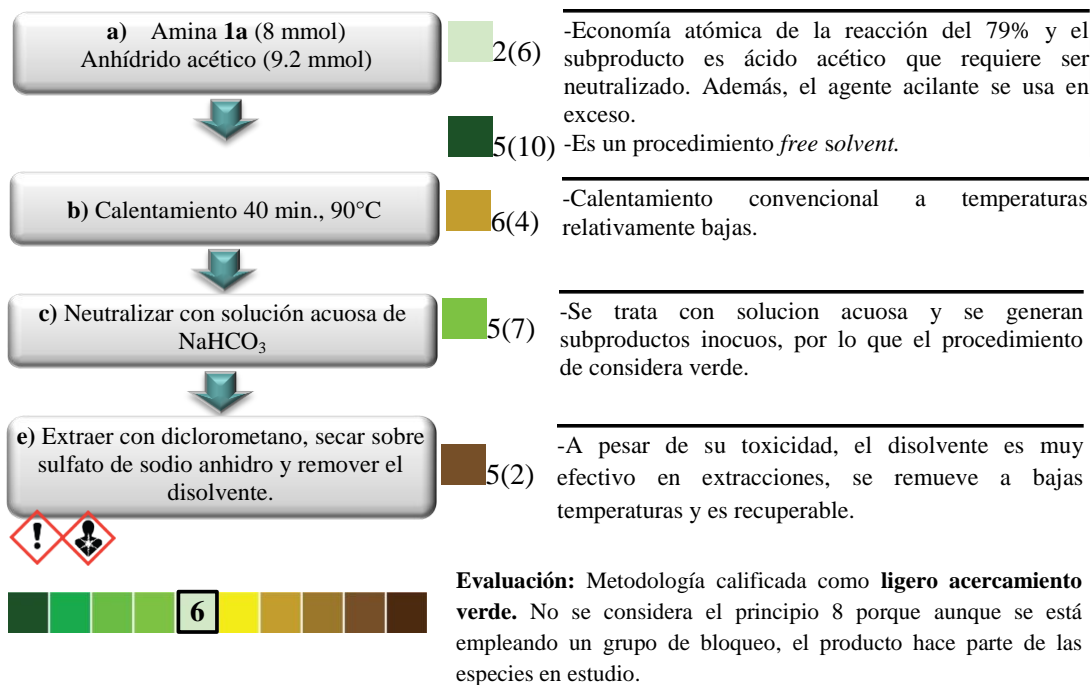 a) Amina 1a (8 mmol)
Anhídrido acético (9.2 mmol)
2(6)
-Economía atómica de la reacción del 79% y el
subproducto es ácido acético que requiere ser
neutralizado. Además, el agente acilante se usa en
exceso.
5(10)
-Es un procedimiento free solvent.
b) Calentamiento 40 min., 90°C
6(4)
-Calentamiento convencional a temperaturas
relativamente bajas.
c) Neutralizar con solución acuosa de
NaHCO3
5(7)
-Se trata con solucion acuosa y se generan
subproductos inocuos, por lo que el procedimiento
de considera verde.
e) Extraer con diclorometano, secar sobre
sulfato de sodio anhidro y remover el
disolvente.
5(2)
-A pesar de su toxicidad, el disolvente es muy
efectivo en extracciones, se remueve a bajas
temperaturas y es recuperable.
6
Evaluación: Metodología calificada como ligero acercamiento
verde. No se considera el principio 8 porque aunque se está
empleando un grupo de bloqueo, el producto hace parte de las
especies en estudio.